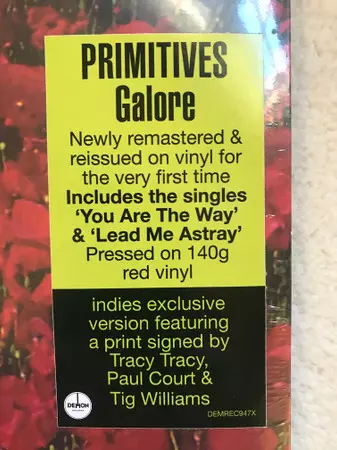 PRIMITIVES
Galore
Newly remastered &
reissued on vinyl for
the very first time
Includes the singles
‘You Are The Way’
& ‘Lead Me Astray’
Pressed on 140g
red vinyl
indies exclusive
version featuring
a print signed by
Tracy Tracy,
Paul Court &
Tig Williams
DEMON
DEMREC947X